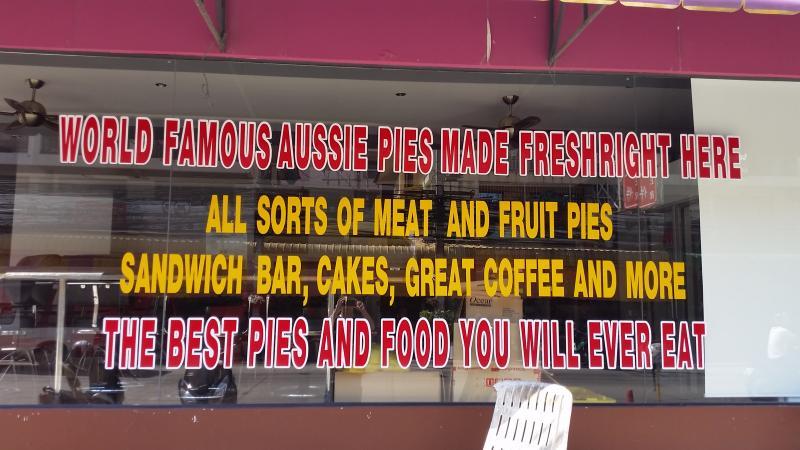 WORLD FAMOUS AUSSIE PIES MADE FRESHRIGHT HERE
ALL SORTS OF MEAT AND FRUIT PIES
SANDWICH BAR, CAKES, GREAT COFFEE AND MORE
THE BEST PIES AND FOOD YOU WILL EVER EAT